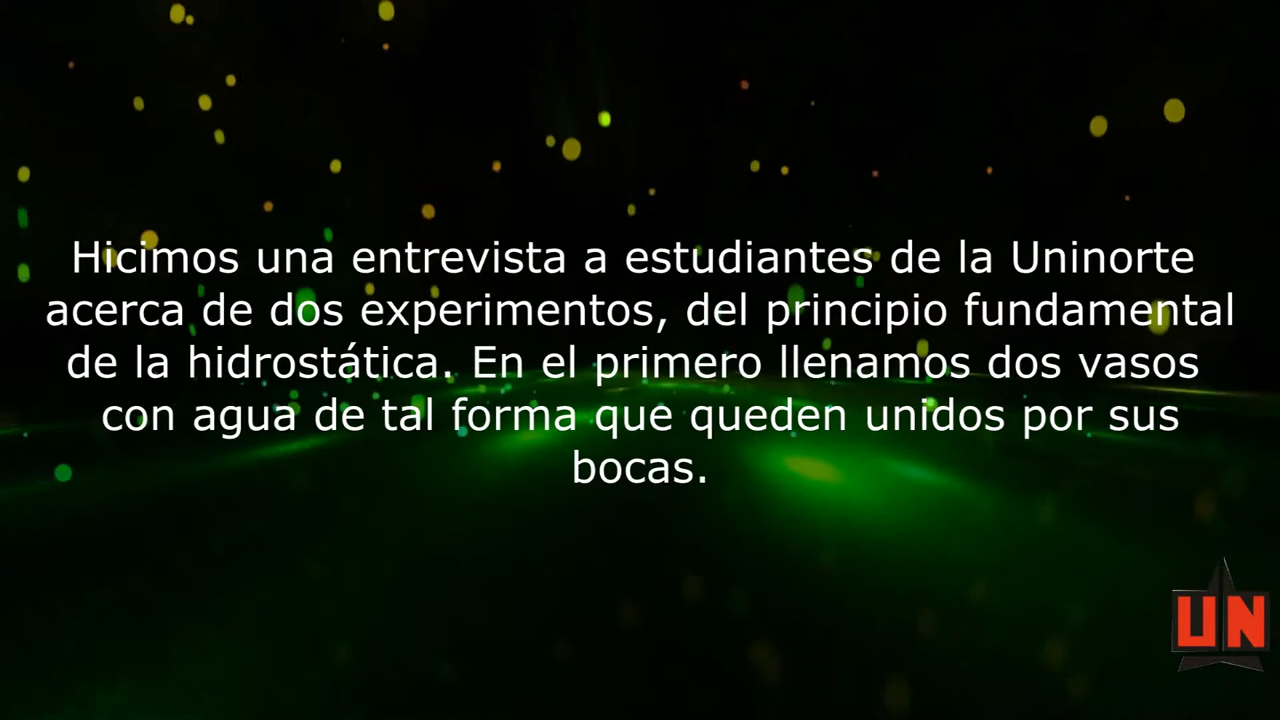 Hicimos una entrevista a estudiantes de la Uninorte
acerca de dos experimentos, del principio fundamental
de la hidrostática. En el primero llenamos dos vasos
con agua de tal forma que queden unidos por sus
bocas.
UN